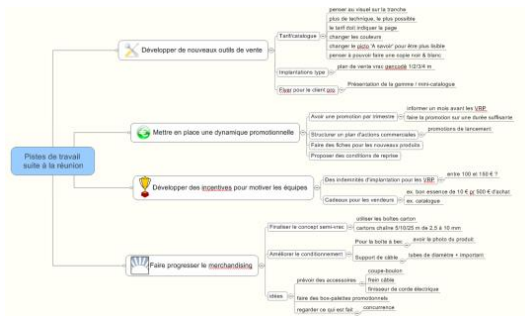 Pistes de travail
suite à la réunion
Développer de nouveaux outils de vente
Tarif/catalogue
penser au visuel sur la tranche
plus de technique, le plus possible
le tarif doit indiquer la page
changer les couleurs
changer le picto 'A savoir' pour être plus lisible
penser à pouvoir faire une copie noir & blanc
Implantations type
plan de vente vrac gencodé 1/2/3/4 m
pour le client pro
Présentation de la gamme / mini-catalogue
Mettre en place une dynamique promotionnelle
Avoir une promotion par trimestre
informer un mois avant les VRP
faire la promotion sur une durée suffisante
Structurer un plan d'actions commerciales
promotions de lancement
Faire des fiches pour les nouveaux produits
Proposer des conditions de reprise
Développer des incentives pour motiver les équipes
Des indemnités d'implantation pour les VRP
entre 100 et 150 € ?
Cadeaux pour les vendeurs
ex. bon essence de 10 € pr 500 € d'achat
ex. catalogue
Faire progresser le merchandising
Finaliser le concept semi-vrac
utiliser les boîtes carton
cartons chaîne 5/10/25 m de 2,5 à 10 mm
Améliorer le conditionnement
Pour la boîte à bec
avoir la photo du produit
Support de câble
tubes de diamètre + important
Idées
prévoir des accessoires
coupe-boulon
frein câble
finisseur de corde électrique
faire des box-palettes promotionnels
regarder ce qui est fait
concurrence